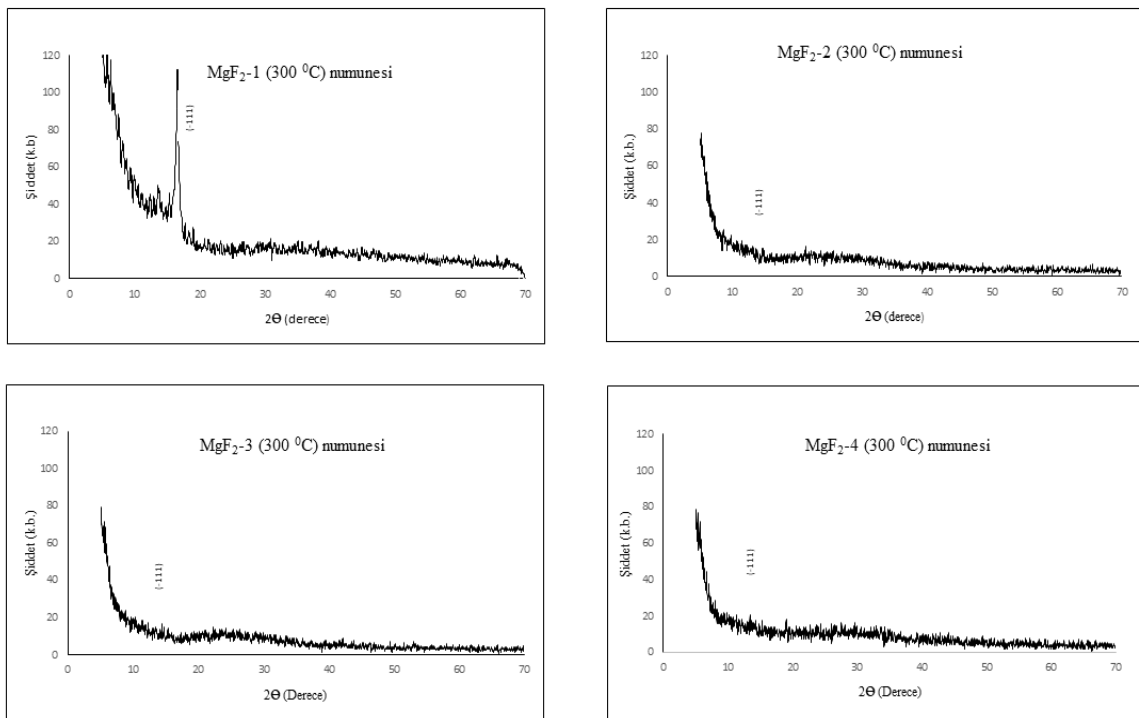 MgF₂-1 (300 ⁰C) numunesi
Şiddet (k.b)
120
100
80
60
40
20
0
(-111)
0 10 20 30 40 50 60 70
2Ɵ (derece)
MgF₂-2 (300 ⁰C) numunesi
Şiddet (k.b.)
120
100
80
60
40
20
0
(-111)
0 10 20 30 40 50 60 70
2Ɵ (derece)
MgF₂-3 (300 ⁰C) numunesi
Şiddet (k.b.)
120
100
80
60
40
20
0
(-111)
0 10 20 30 40 50 60 70
2Ɵ (Derece)
MgF₂-4 (300 ⁰C) numunesi
Şiddet (k.b.)
120
100
80
60
40
20
0
(-111)
0 10 20 30 40 50 60 70
2Ɵ (Derece)